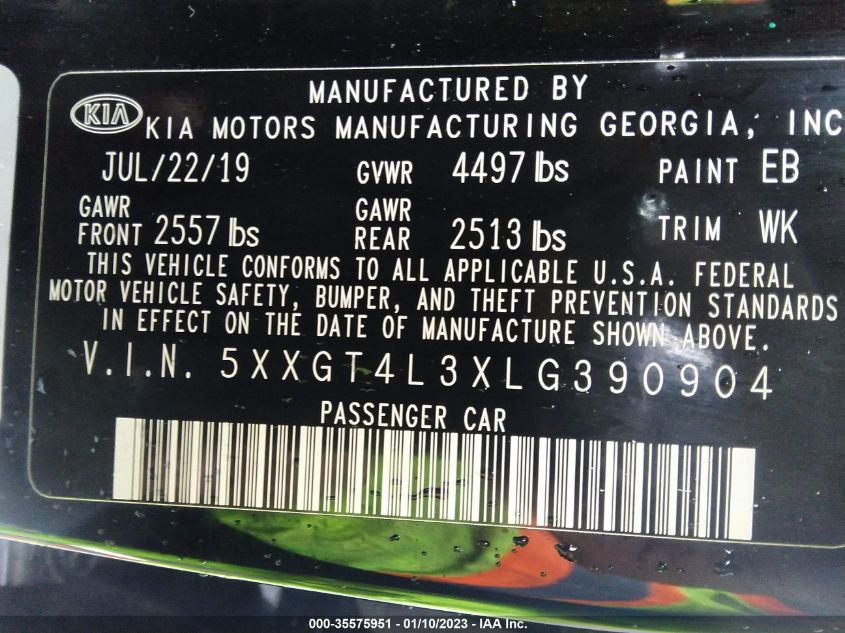 MANUFACTURED BY
KIA KIA MOTORS MANUFACTURING GEORGIA, INC
JUL/22/19 GVWR 4497 lbs PAINT EB
GAWR FRONT 2557 lbs GAWR REAR 2513 lbs TRIM WK
THIS VEHICLE CONFORMS TO ALL APPLICABLE U.S.A. FEDERAL
MOTOR VEHICLE SAFETY, BUMPER, AND THEFT PREVENTION STANDARDS
IN EFFECT ON THE DATE OF MANUFACTURE SHOWN ABOVE.
V.I.N. 5XXGT4L3XLG390904
PASSENGER CAR
000-35575951 - 01/10/2023 - IAA Inc.